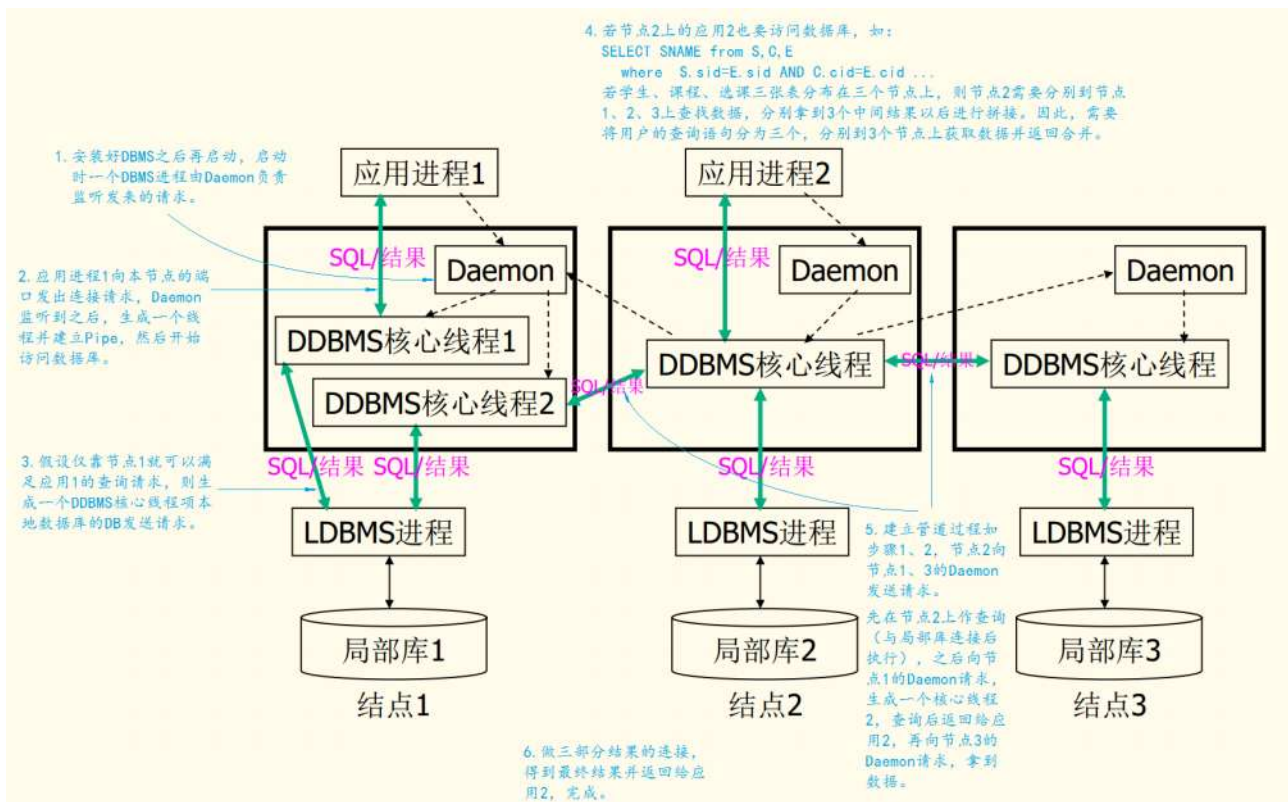 4. 若节点2上的应用2也要访问数据库, 如:
SELECT SNAME from S,C,E
where S.sid=E.sid AND C.cid=E.cid ...
若学生、课程、选课三张表分布在三个节点上, 则节点2需要分别到节点
1、2、3上查找数据, 分别拿到3个中间结果以后进行拼接。因此, 需要
将用户的查询语句分为三个, 分别到3个节点上获取数据并返回合并。
1. 安装好DBMS之后再启动, 启动
时一个DBMS进程由Daemon负责
监听发来的请求。
应用进程1
应用进程2
SQL/结果
Daemon
SQL/结果
Daemon
Daemon
2. 应用进程1向本节点的端
口发出连接请求, Daemon
监听到之后, 生成一个线
程并建立Pipe, 然后开始
访问数据库。
DDBMS核心线程1
DDBMS核心线程2
SQL/结果
DDBMS核心线程
SQL/结果
DDBMS核心线程
3. 假设仅靠节点1就可以满
足应用1的查询请求, 则生
成一个DDBMS核心线程项本
地数据库的DB发送请求。
SQL/结果
SQL/结果
SQL/结果
SQL/结果
LDBMS进程
LDBMS进程
LDBMS进程
5. 建立管道过程如
步骤1、2, 节点2向
节点1、3的Daemon
发送请求。
先在节点2上作查询
(与局部库连接后
执行), 之后向节
点1的Daemon请求,
生成一个核心线程
2, 查询后返回给应
用2, 再向节点3的
Daemon请求, 拿到
数据。
局部库1
局部库2
局部库3
结点1
结点2
结点3
6. 做三部分结果的连接,
得到最终结果并返回给应
用2, 完成。